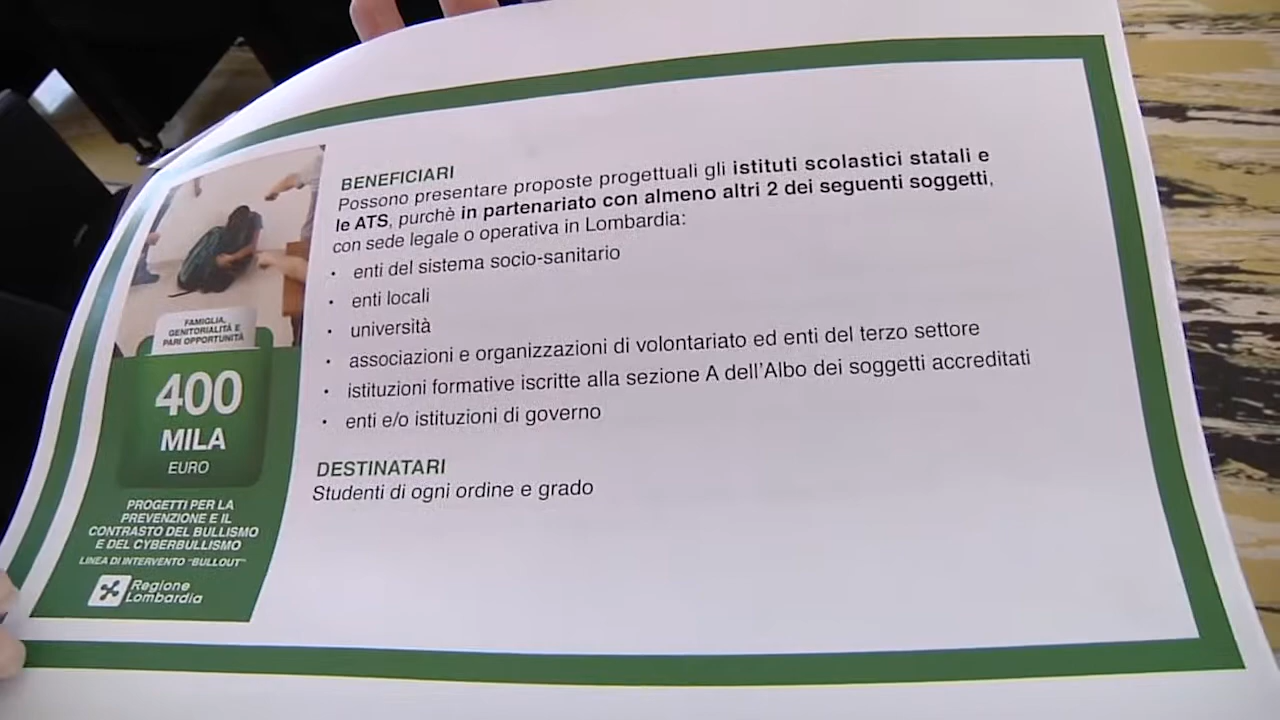 BENEFICIARI
Possono presentare proposte progettuali gli istituti scolastici statali e
le ATS, purchè in partenariato con almeno altri 2 dei seguenti soggetti,
con sede legale o operativa in Lombardia:
• enti del sistema socio-sanitario
• enti locali
• università
• associazioni e organizzazioni di volontariato ed enti del terzo settore
• istituzioni formative iscritte alla sezione A dell'Albo dei soggetti accreditati
• enti e/o istituzioni di governo
DESTINATARI
Studenti di ogni ordine e grado
FAMIGLIA,
GENITORIALITÀ E
PARI OPPORTUNITÀ
400
MILA
EURO
PROGETTI PER LA
PREVENZIONE E IL
CONTRASTO DEL BULLISMO
E DEL CYBERBULLISMO
LINEA DI INTERVENTO "BULLOUT"
Regione
Lombardia